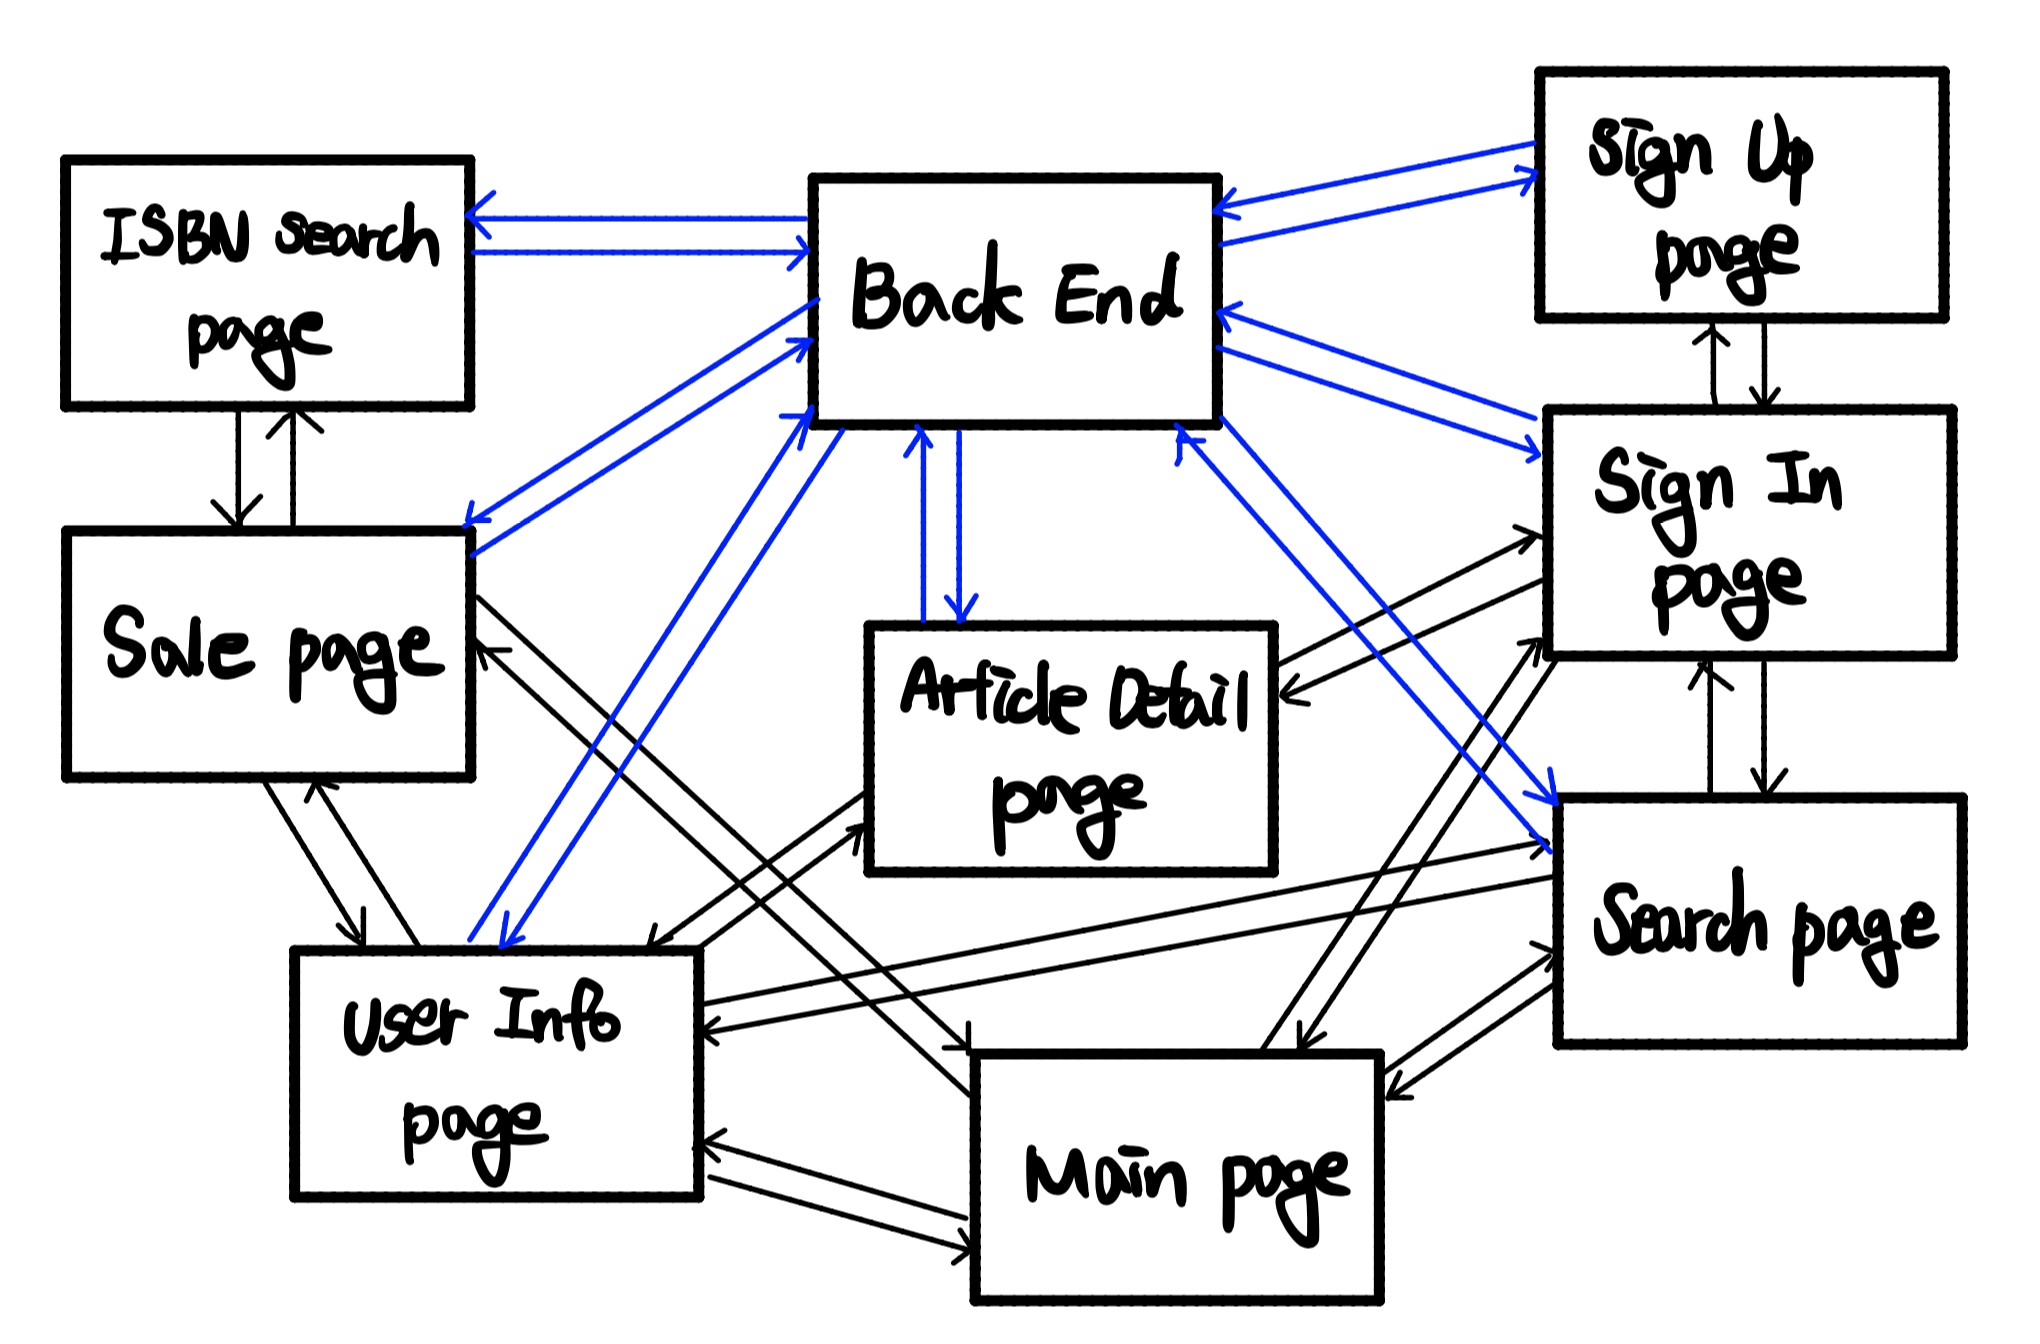 ISBN search
page
Back End
Sign Up
page
Sign In
page
Sale page
Article Detail
page
Search page
User Info
page
Main page